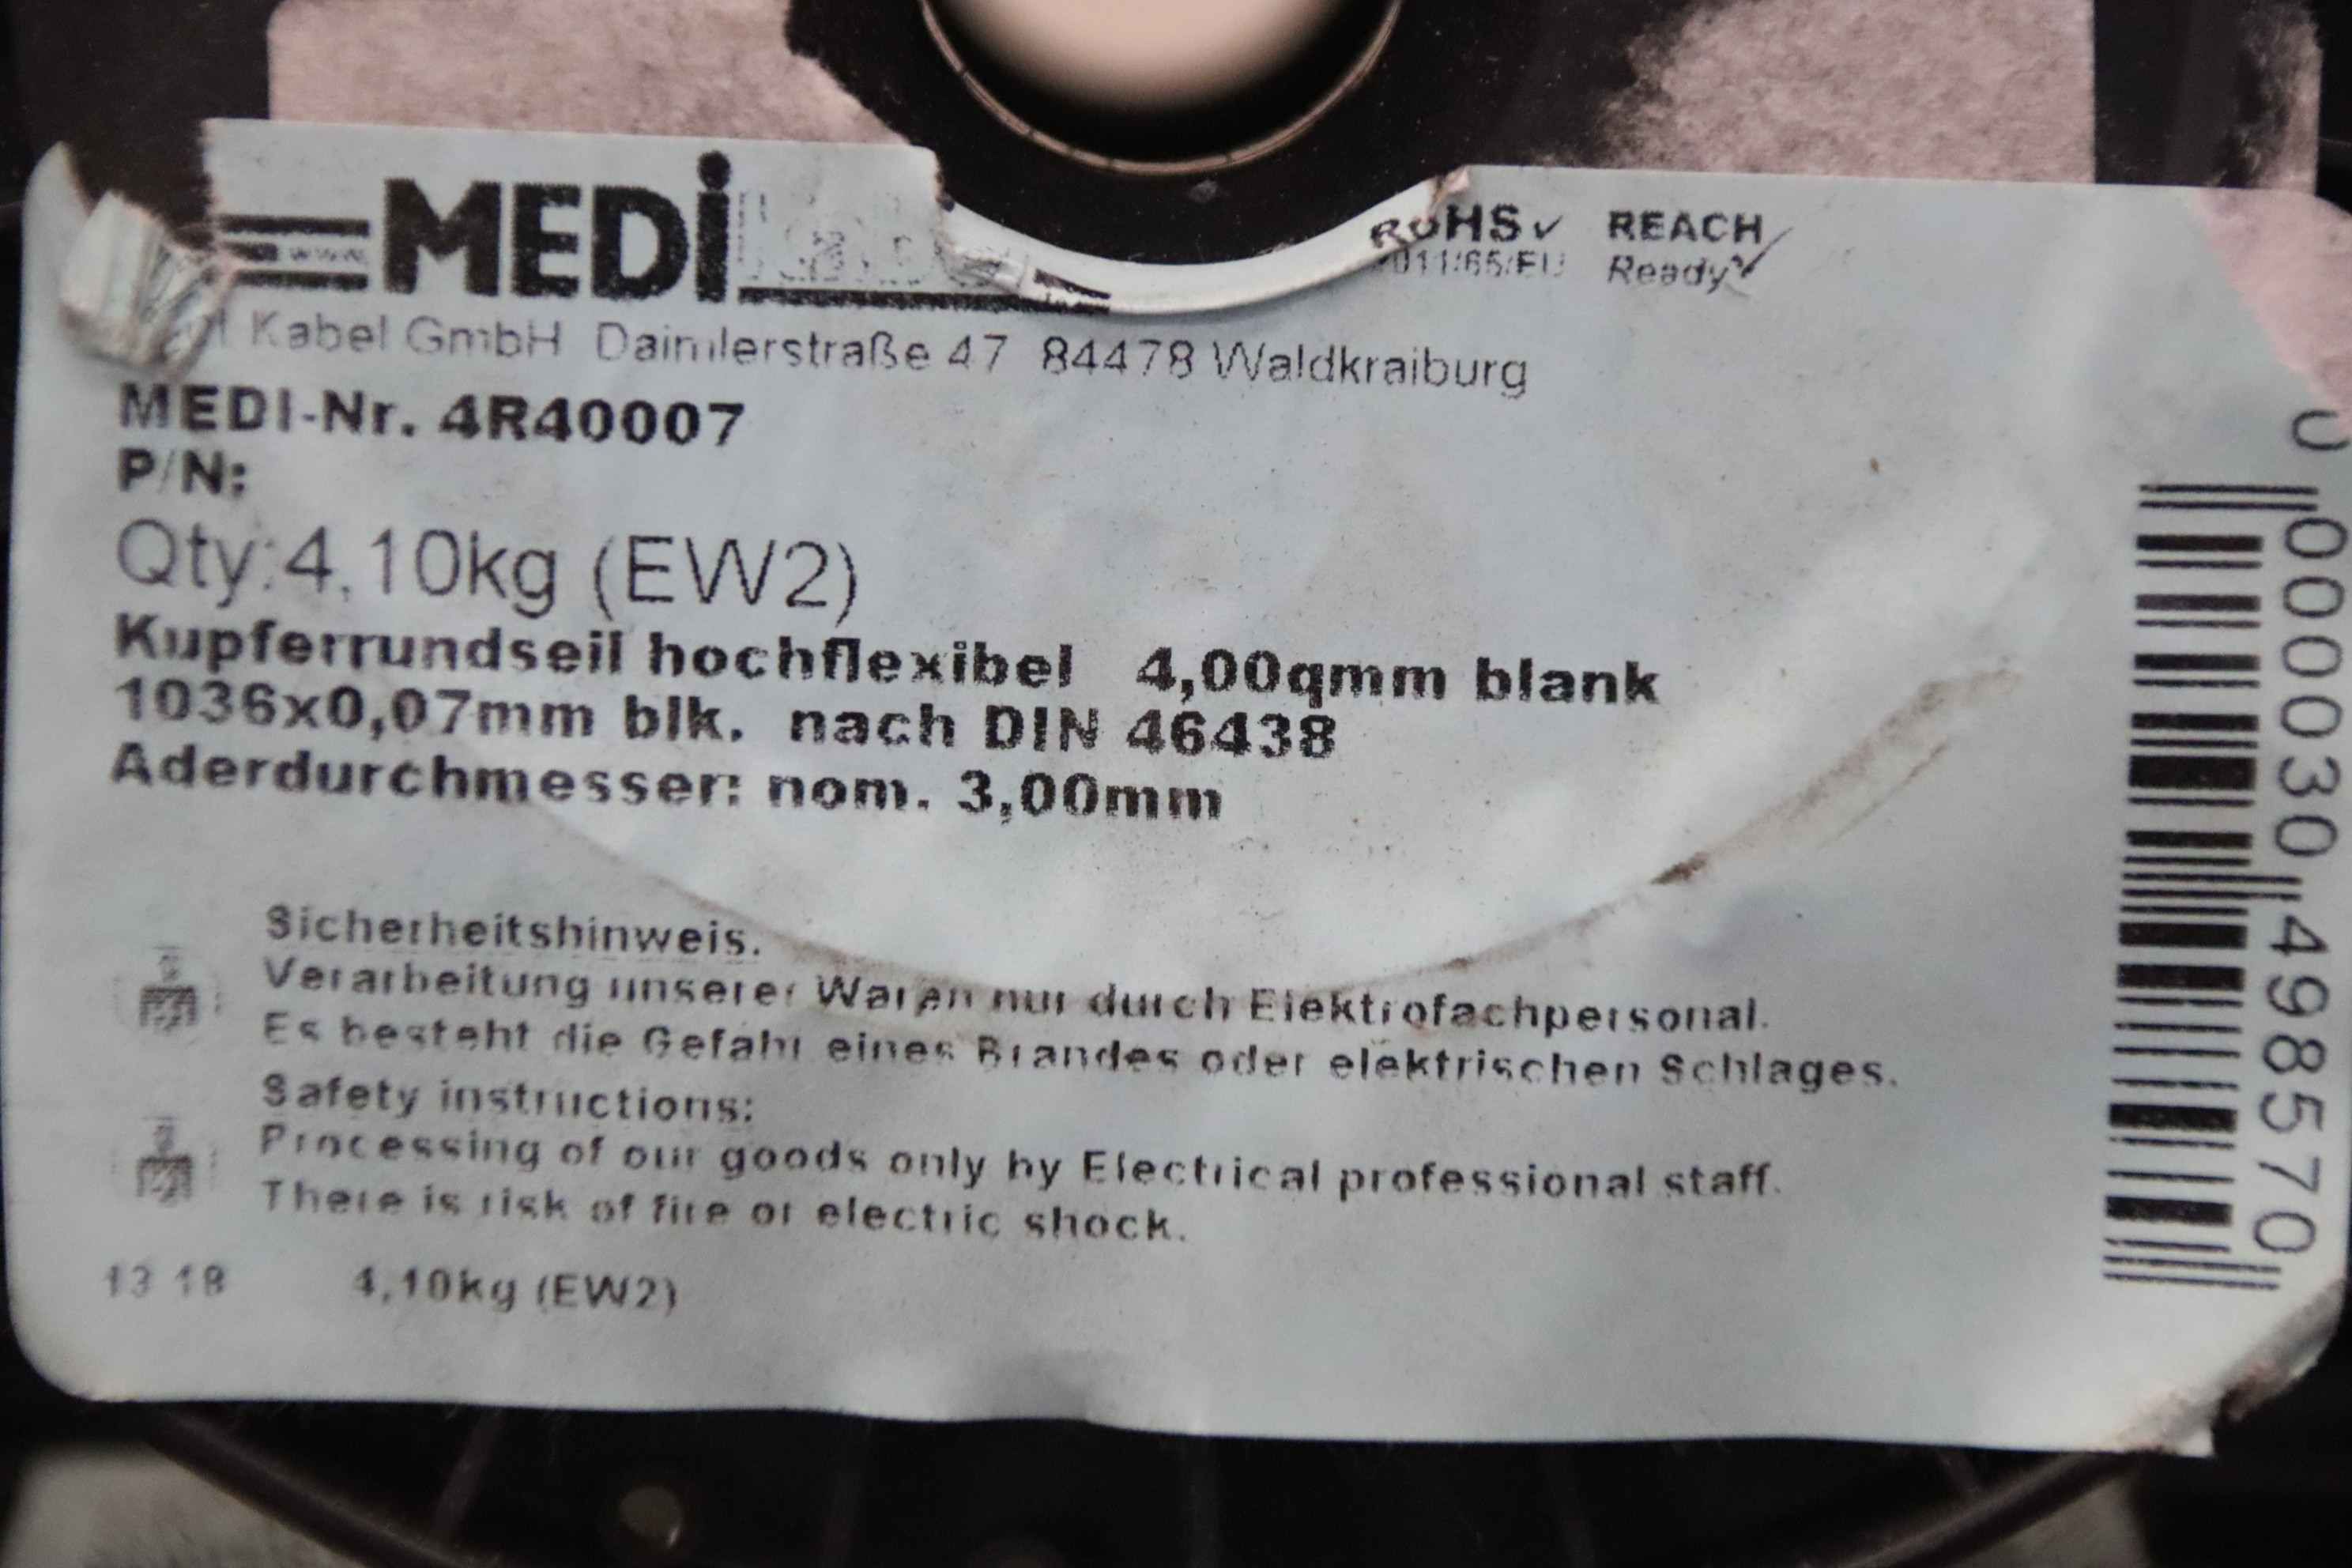 MEDI
RoHS✓ REACH
2011/65/EU Ready✓
Kabel GmbH Daimlerstraße 47 84478 Waldkraiburg
MEDI-Nr. 4R40007
P/N:
Qty:4,10kg (EW2)
Kupferrundseil hochflexibel 4,00qmm blank
1036x0,07mm blk. nach DIN 46438
Aderdurchmesser: nom. 3,00mm
Sicherheitshinweis:
Verarbeitung unserer Waren nur durch Elektrofachpersonal.
Es besteht die Gefahr eines Brandes oder elektrischen Schlages.
Safety instructions:
Processing of our goods only by Electrical professional staff.
There is risk of fire or electric shock.
13 18 4,10kg (EW2)
0 000030 498570